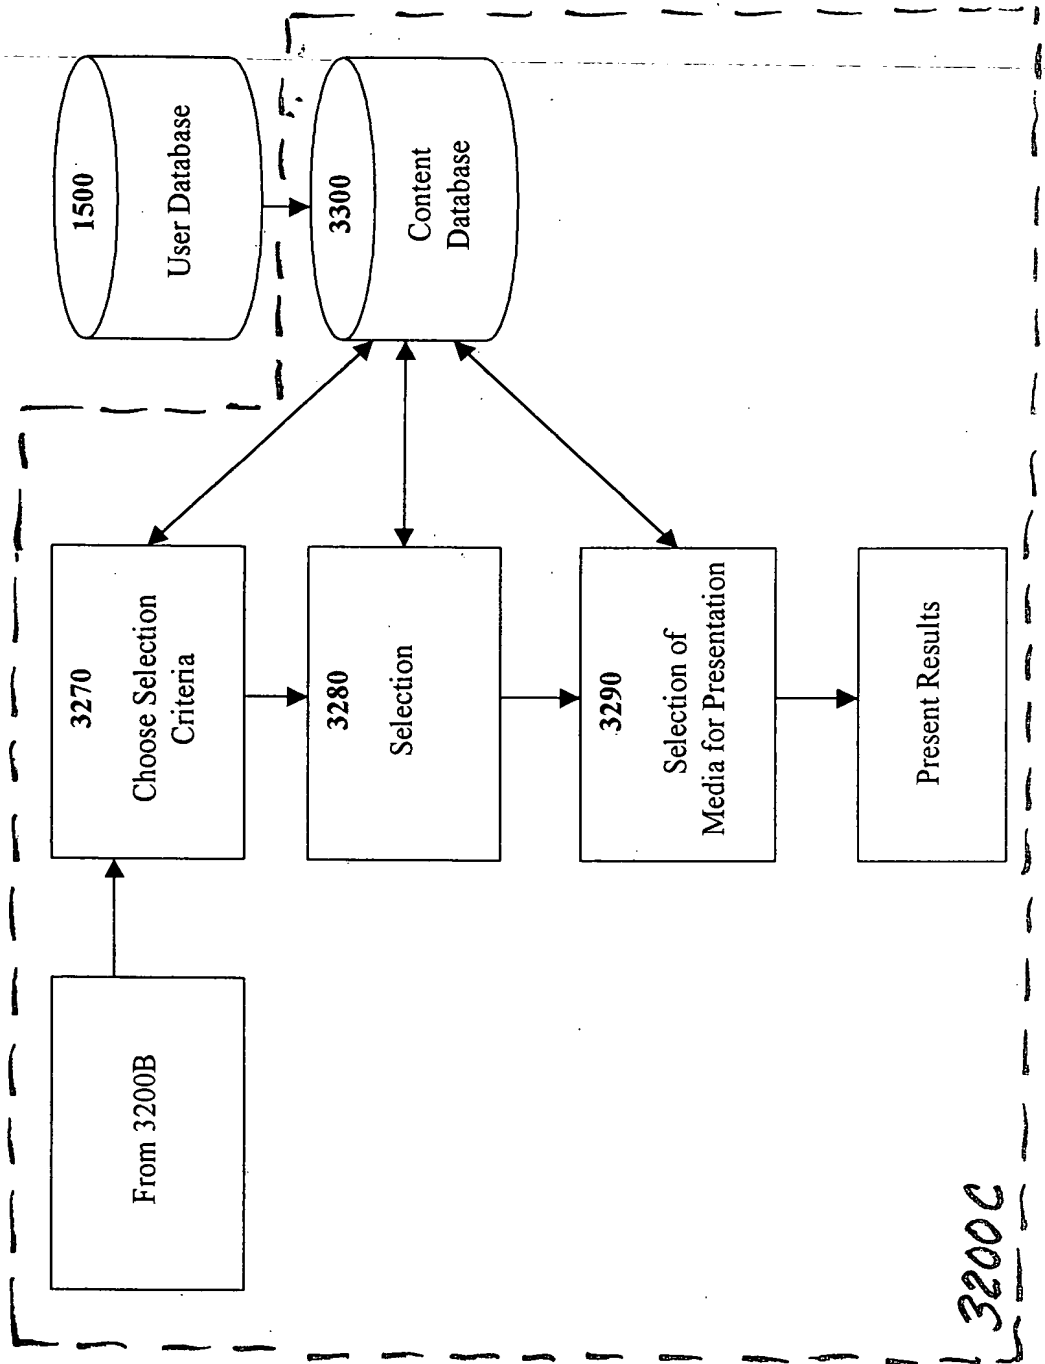 From 3200B
3270
Choose Selection
Criteria
3280
Selection
3290
Selection of
Media for Presentation
Present Results
1500
User Database
3300
Content
Database
3200C